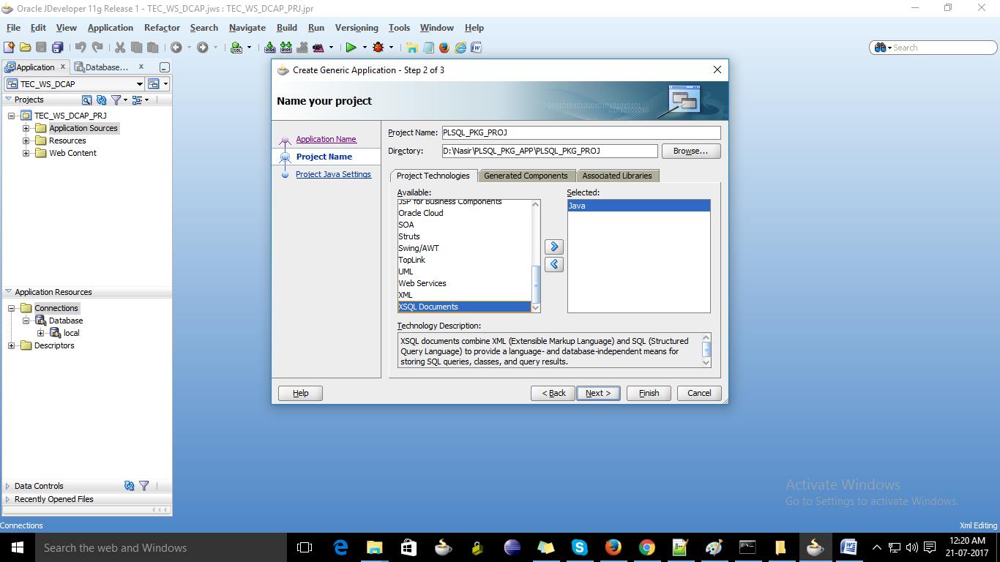 Oracle JDeveloper 11g Release 1 - TEC_WS_DCAP.jws : TEC_WS_DCAP_PRJ.jpr
File Edit View Application Refactor Search Navigate Build Run Versioning Tools Window Help
Search
Application x Database... x
TEC_WS_DCAP
Projects
TEC_WS_DCAP_PRJ
Application Sources
Resources
Web Content
Application Resources
Connections
Database
local
Descriptors
Data Controls
Recently Opened Files
Create Generic Application - Step 2 of 3
Name your project
Application Name
Project Name
Project Java Settings
Project Name: PLSQL_PKG_PROJ
Directory: D:\Nasir\PLSQL_PKG_APP\PLSQL_PKG_PROJ Browse...
Project Technologies Generated Components Associated Libraries
Available: Selected:
JSP for Business Components
Oracle Cloud
SOA
Struts
Swing/AWT
TopLink
UML
Web Services
XML
XSQL Documents
Java
Technology Description:
XSQL documents combine XML (Extensible Markup Language) and SQL (Structured
Query Language) to provide a language- and database-independent means for
storing SQL queries, classes, and query results.
Help < Back Next > Finish Cancel
Activate Windows
Go to Settings to activate Windows.
Connections Xml Editing
Search the web and Windows
12:20 AM
21-07-2017